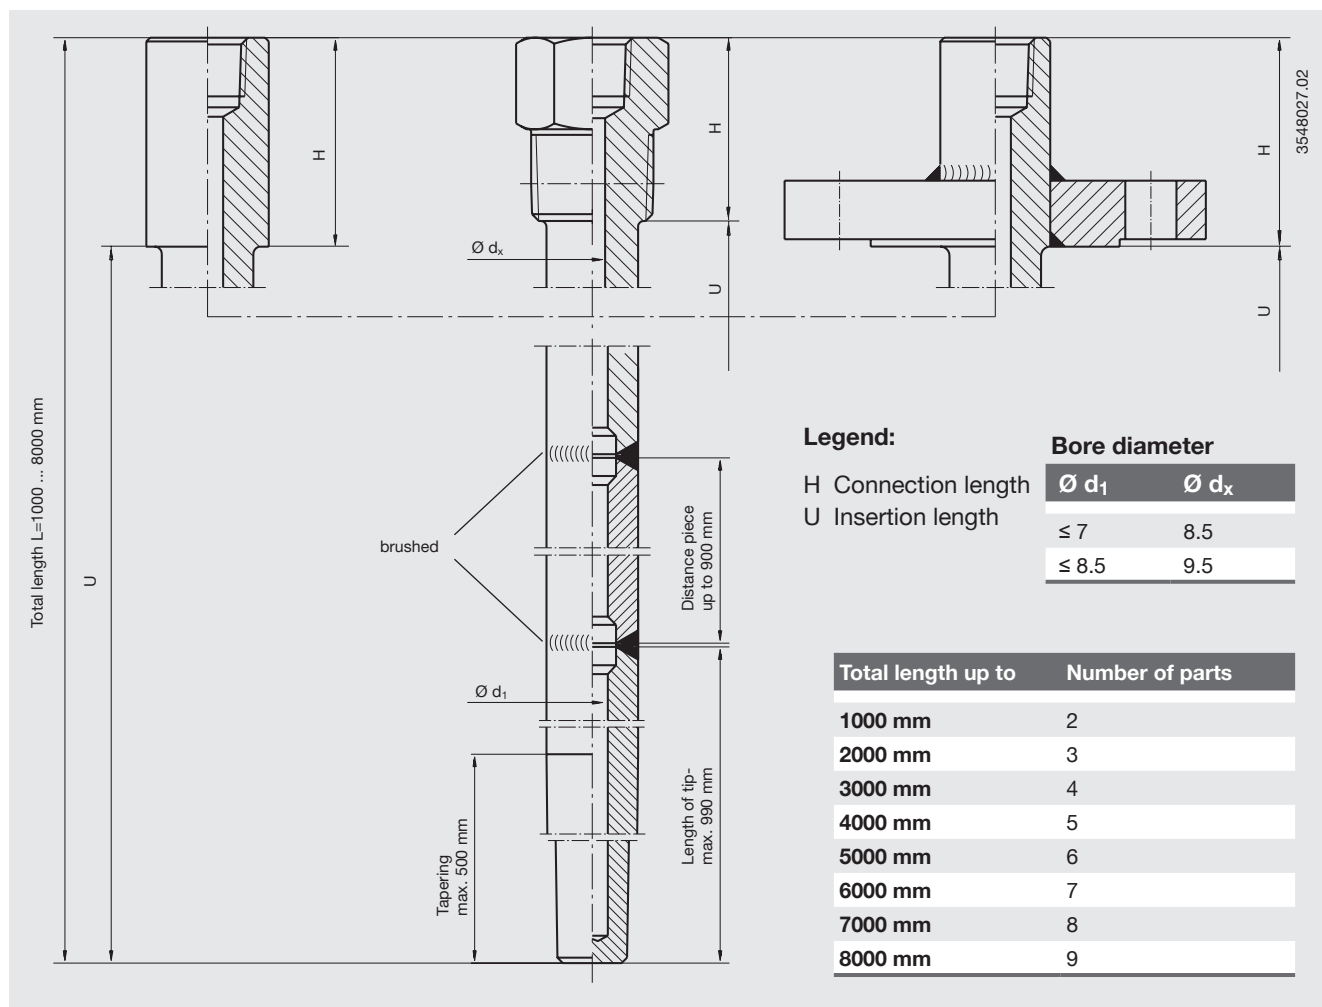 H
H
H
3548027.02
Ø dx
U
U
Total length L=1000 ... 8000 mm
U
brushed
Distance piece
up to 900 mm
Ø d1
Length of tip-
max. 990 mm
Tapering
max. 500 mm
Legend:
H Connection length
U Insertion length
Bore diameter
Ø d1 Ø dx
≤ 7 8.5
≤ 8.5 9.5
Total length up to Number of parts
1000 mm 2
2000 mm 3
3000 mm 4
4000 mm 5
5000 mm 6
6000 mm 7
7000 mm 8
8000 mm 9